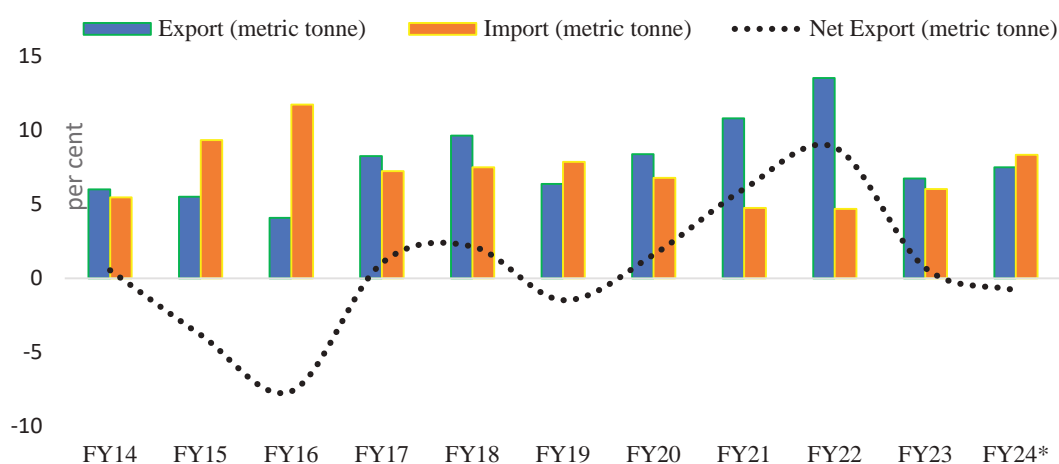 Export (metric tonne) Import (metric tonne) Net Export (metric tonne)
15
10
5
0
-5
-10
per cent
FY14 FY15 FY16 FY17 FY18 FY19 FY20 FY21 FY22 FY23 FY24*